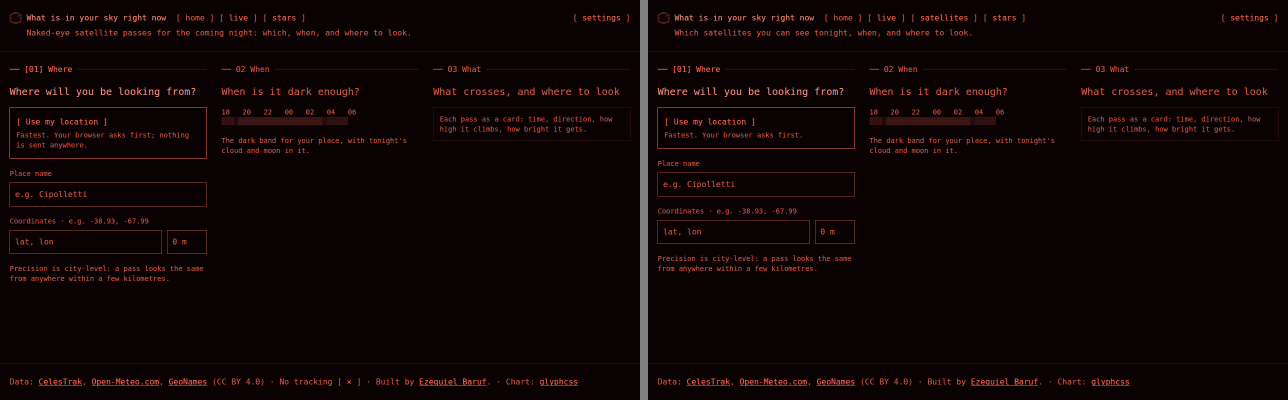 What is in your sky right now [ home ] [ live ] [ stars ] [ settings ]
Naked-eye satellite passes for the coming night: which, when, and where to look.
[01] Where
Where will you be looking from?
[ Use my location ]
Fastest. Your browser asks first; nothing
is sent anywhere.
Place name
e.g. Cipolletti
Coordinates · e.g. -38.93, -67.99
lat, lon 0 m
Precision is city-level: a pass looks the same
from anywhere within a few kilometres.
02 When
When is it dark enough?
18 20 22 00 02 04 06
The dark band for your place, with tonight's
cloud and moon in it.
03 What
What crosses, and where to look
Each pass as a card: time, direction, how
high it climbs, how bright it gets.
Data: CelesTrak, Open-Meteo.com, GeoNames (CC BY 4.0) · No tracking [ × ] · Built by Ezequiel Baruf. · Chart: glyphcss
What is in your sky right now [ home ] [ live ] [ satellites ] [ stars ] [ settings ]
Which satellites you can see tonight, when, and where to look.
[01] Where
Where will you be looking from?
[ Use my location ]
Fastest. Your browser asks first.
Place name
e.g. Cipolletti
Coordinates · e.g. -38.93, -67.99
lat, lon 0 m
Precision is city-level: a pass looks the same
from anywhere within a few kilometres.
02 When
When is it dark enough?
18 20 22 00 02 04 06
The dark band for your place, with tonight's
cloud and moon in it.
03 What
What crosses, and where to look
Each pass as a card: time, direction, how
high it climbs, how bright it gets.
Data: CelesTrak, Open-Meteo.com, GeoNames (CC BY 4.0) · Built by Ezequiel Baruf. · Chart: glyphcss